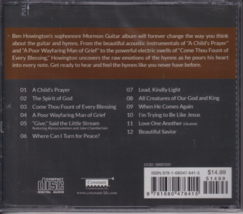 Ben Howington's sophomore Mormon Guitar album will forever change the way you think
about the guitar and hymns. From the beautiful acoustic instrumentals of "A Child's Prayer"
and "A Poor Wayfaring Man of Grief" to the powerful electric swells of "Come Thou Fount of Every
Blessing," Howington uncovers the raw emotions of the hymns as he pours his heart
into every note. Get ready to hear and feel the hymns like you never have before.
01 A Child's Prayer
02 The Spirit of God
03 Come Thou Fount of Every Blessing
04 A Poor Wayfaring Man of Grief
05 "Give," Said the Little Stream
06 Where Can I Turn for Peace?
07 Lead, Kindly Light
08 All Creatures of Our God and King
09 When He Comes Again
10 I'm Trying to Be Like Jesus
11 Love One Another
12 Beautiful Savior
$14.99